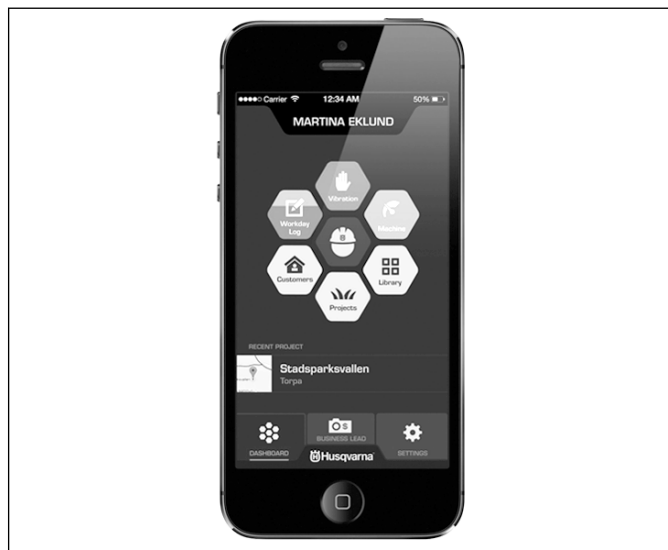 Carrier 12:34 AM 50%
MARTINA EKLUND
Vibration
Workday
Log
Machine
Customers
Library
Projects
RECENT PROJECT
Stadsparksvallen
Torpa
DASHBOARD
BUSINESS LEAD
SETTINGS
Husqvarna